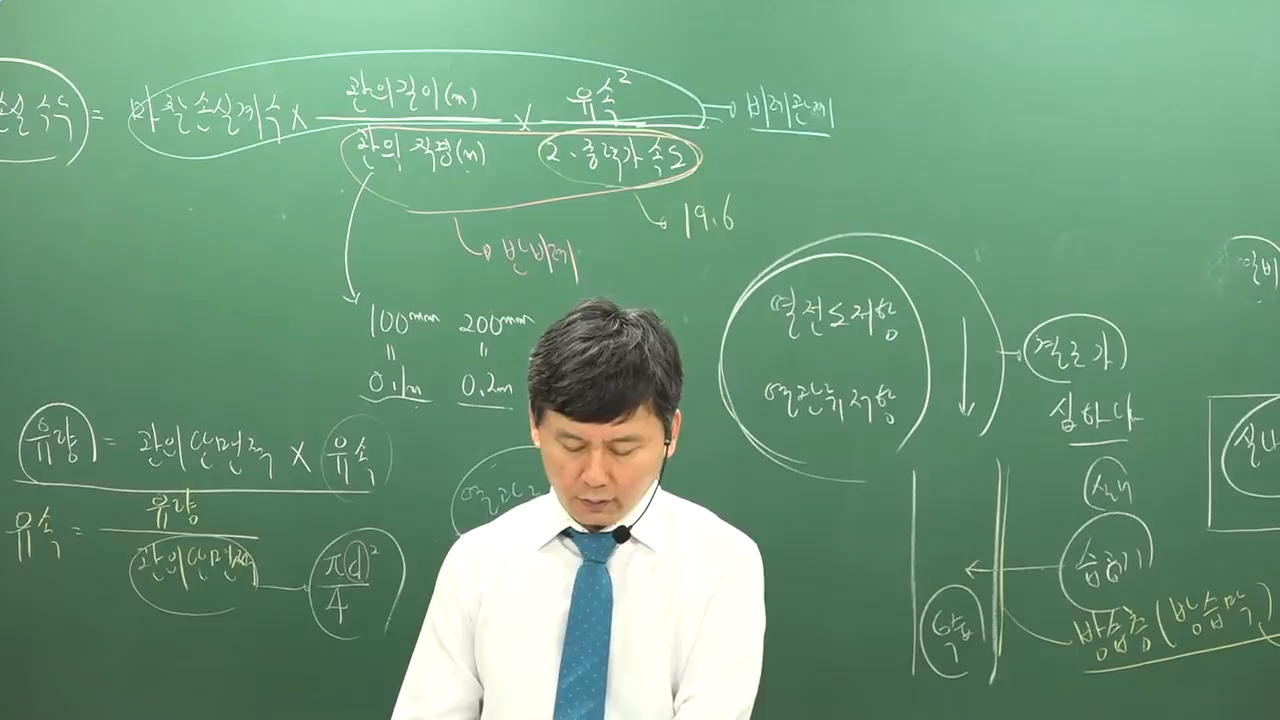 손실수두 = 마찰손실계수 × 관의길이(m) × 유속²
관의 직경(m) 2·중력가속도
비례관계
19.6
반비례
100mm 200mm
" "
0.1m 0.2m
유량 = 관의단면적 × 유속
유속 = 유량
관의단면적
πd²
4
열전도저항
열관류저항
결로가
심하다
실내
습공기
방습층(방습막)